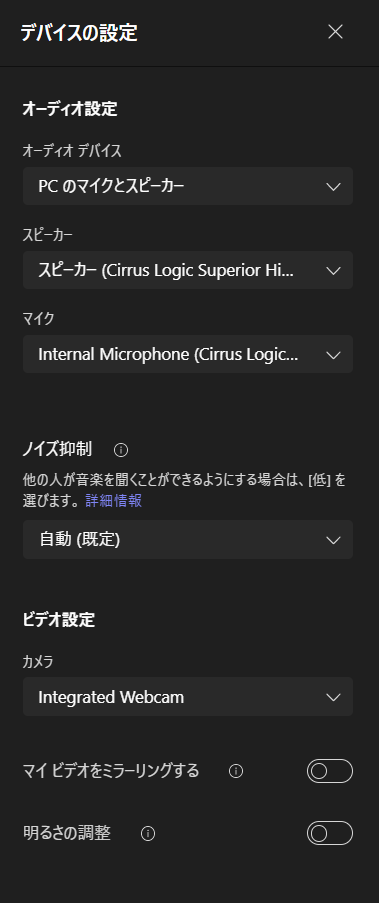 デバイスの設定
オーディオ設定
オーディオ デバイス
PC のマイクとスピーカー
スピーカー
スピーカー (Cirrus Logic Superior Hi...
マイク
Internal Microphone (Cirrus Logic...
ノイズ抑制
他の人が音楽を聞くことができるようにする場合は、[低] を
選びます。 詳細情報
自動 (既定)
ビデオ設定
カメラ
Integrated Webcam
マイ ビデオをミラーリングする
明るさの調整